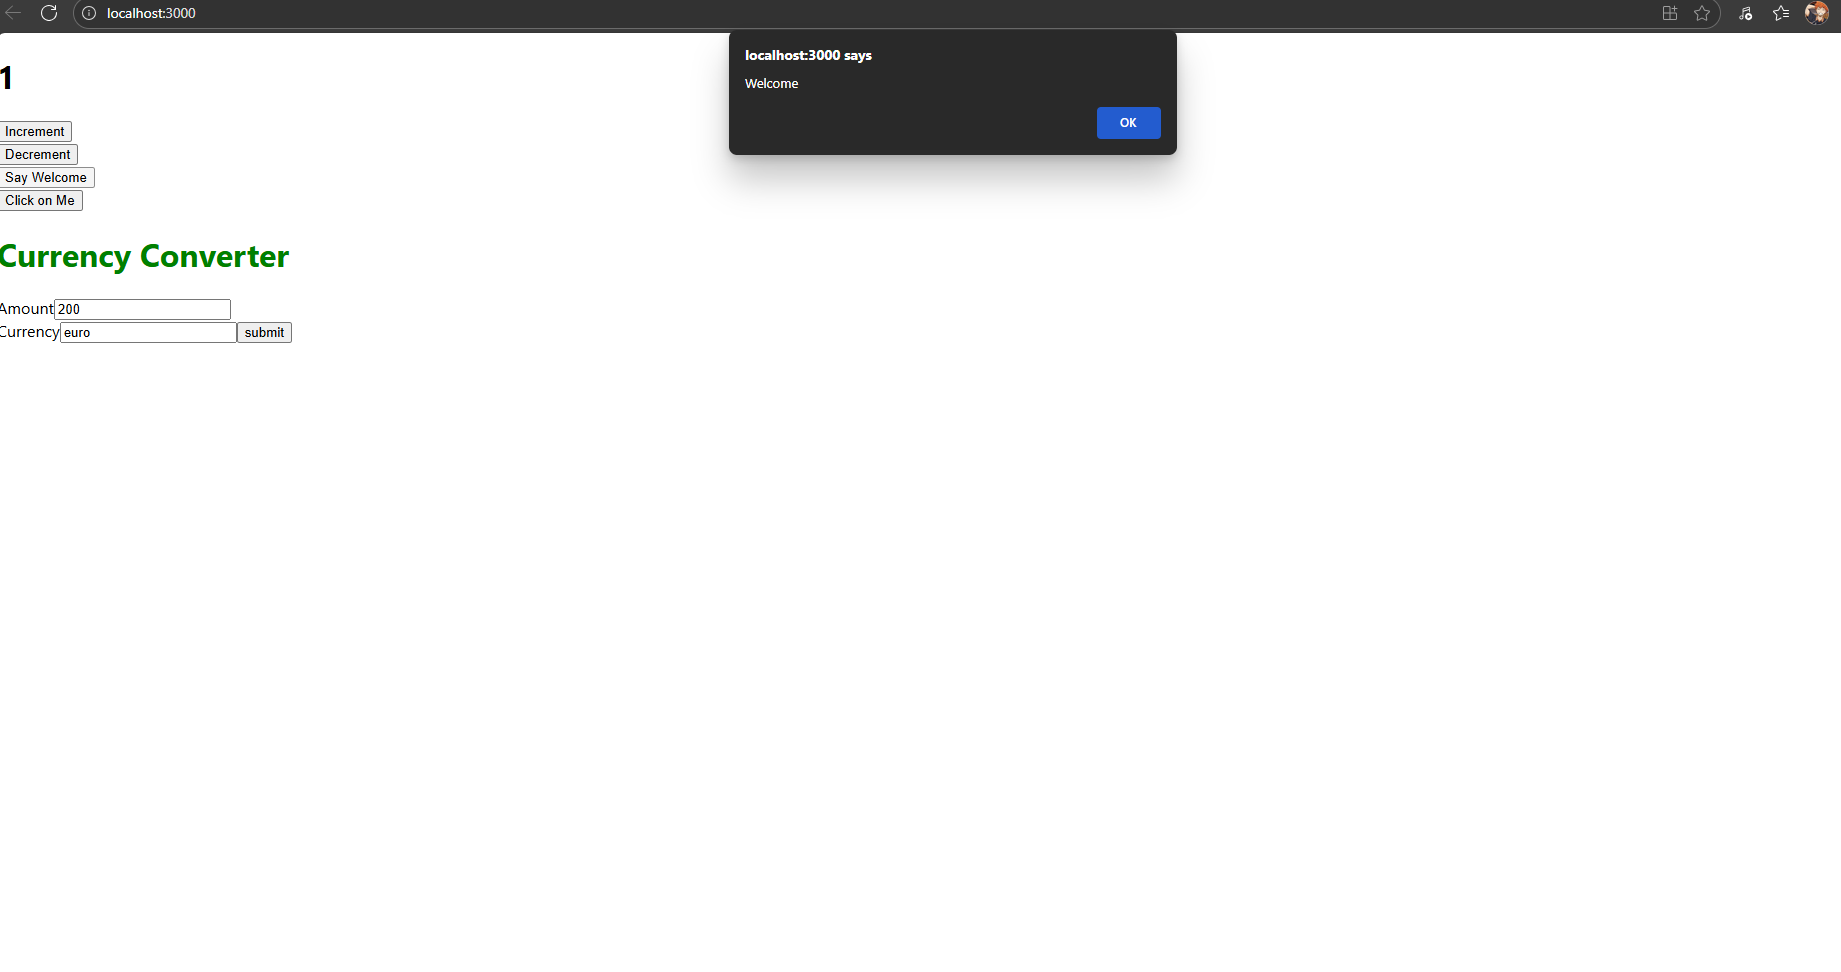 localhost:3000
localhost:3000 says
Welcome
OK
1
Increment
Decrement
Say Welcome
Click on Me
Currency Converter
Amount 200
Currency euro submit